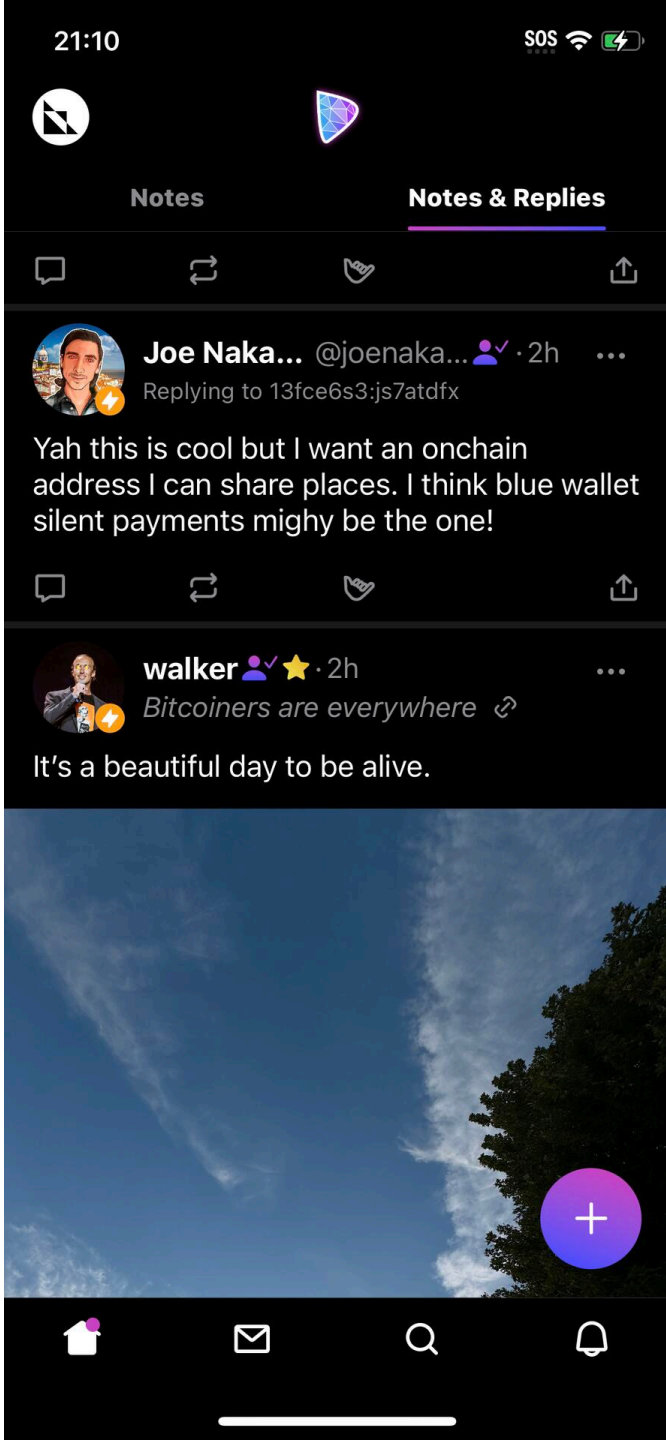 21:10
SOS
Notes
Notes & Replies
Joe Naka... @joenaka... · 2h
Replying to 13fce6s3:js7atdfx
Yah this is cool but I want an onchain
address I can share places. I think blue wallet
silent payments mighy be the one!
walker · 2h
Bitcoiners are everywhere
It's a beautiful day to be alive.